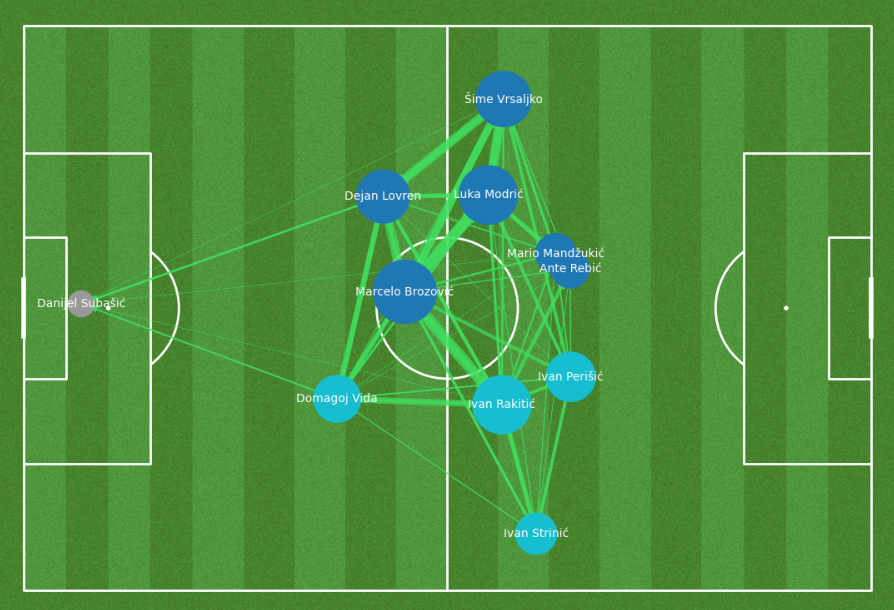 Šime Vrsaljko
Dejan Lovren
Luka Modrić
Mario Mandžukić
Ante Rebić
Marcelo Brozović
Danijel Subašić
Ivan Perišić
Domagoj Vida
Ivan Rakitić
Ivan Strinić